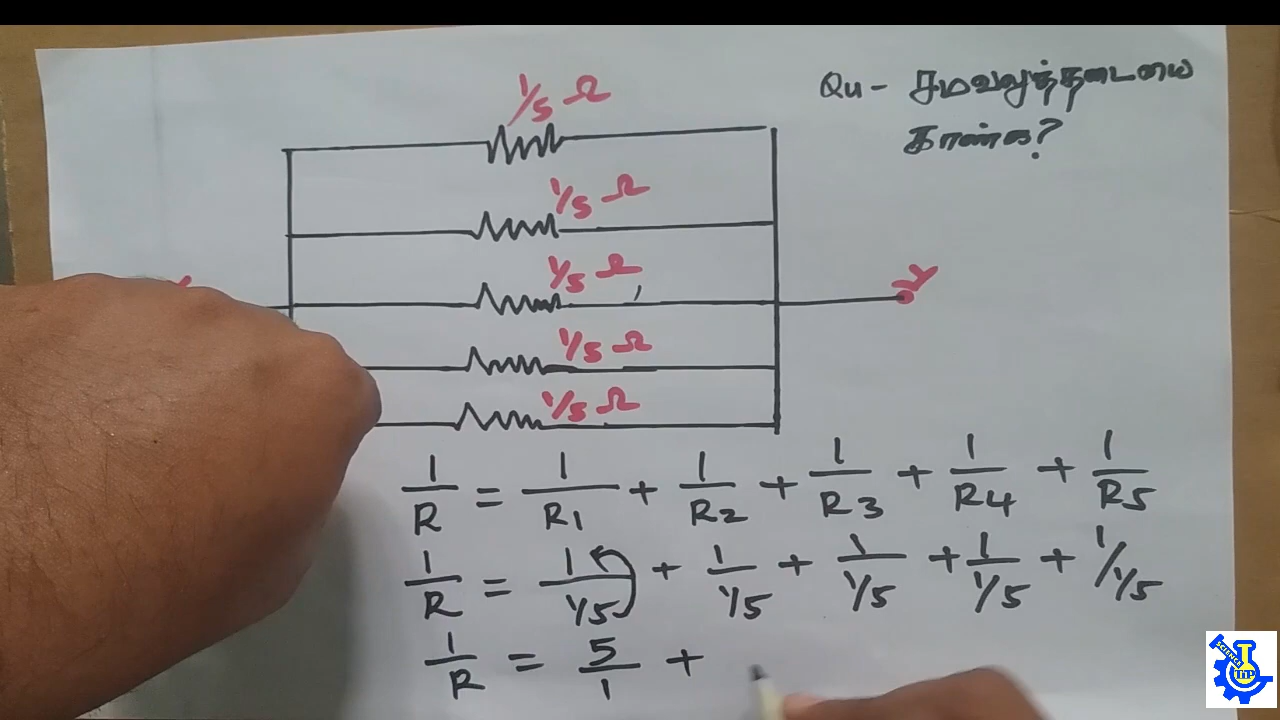 Qu - சமவலுத்தடையை
காண்க?
1/5 Ω
1/5 Ω
1/5 Ω
1/5 Ω
1/5 Ω
Y
1/R = 1/R1 + 1/R2 + 1/R3 + 1/R4 + 1/R5
1/R = 1/1/5 + 1/1/5 + 1/1/5 + 1/1/5 + 1/1/5
1/R = 5/1 +